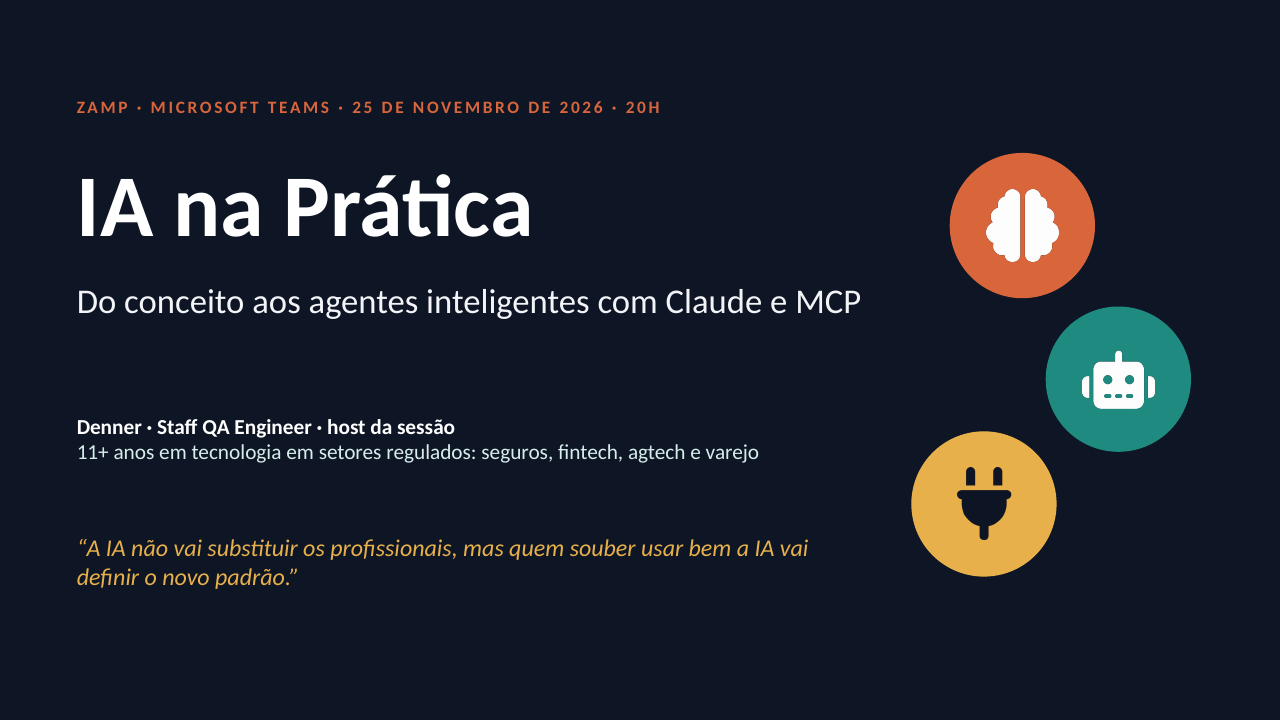 ZAMP · MICROSOFT TEAMS · 25 DE NOVEMBRO DE 2026 · 20H
IA na Prática
Do conceito aos agentes inteligentes com Claude e MCP
Denner · Staff QA Engineer · host da sessão
11+ anos em tecnologia em setores regulados: seguros, fintech, agtech e varejo
“A IA não vai substituir os profissionais, mas quem souber usar bem a IA vai
definir o novo padrão.”